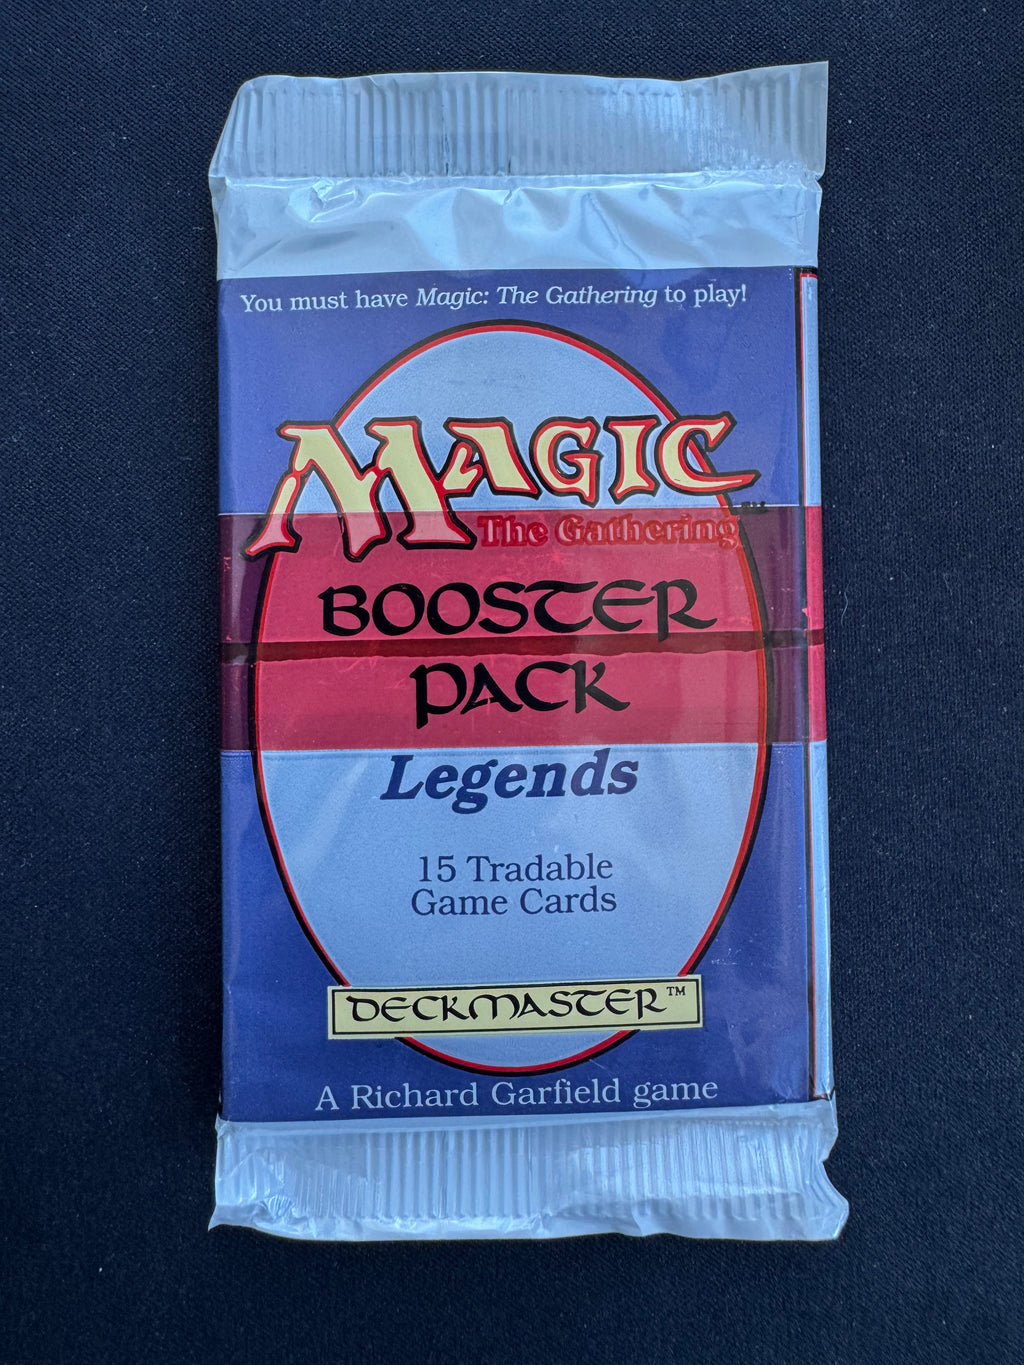 You must have Magic: The Gathering to play!
MAGIC
The Gathering™
BOOSTER
PACK
Legends
15 Tradable
Game Cards
DECKMASTER™
A Richard Garfield game